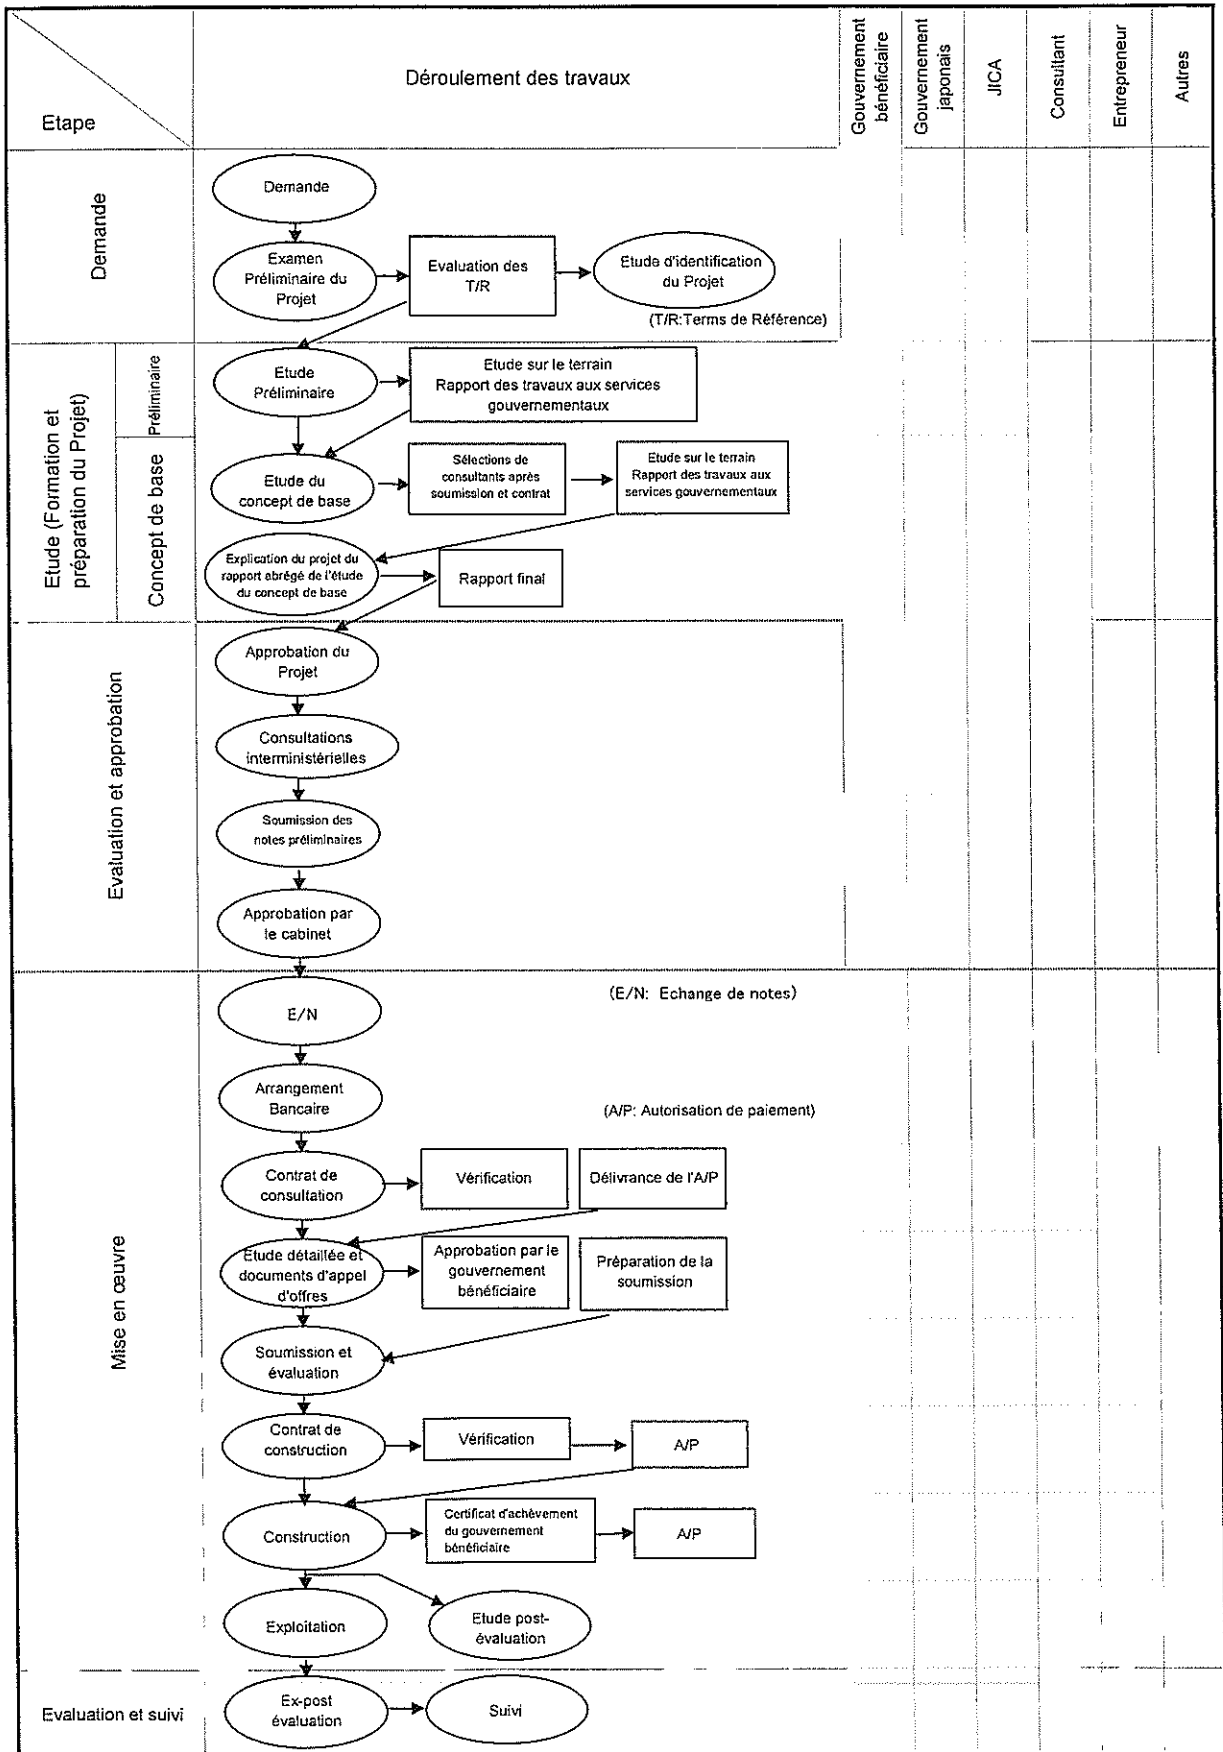 Etape
Déroulement des travaux
Gouvernement
bénéficiaire
Gouvernement
japonais
JICA
Consultant
Entrepreneur
Autres
Demande
Demande
Examen
Préliminaire du
Projet
Evaluation des
T/R
Etude d'identification
du Projet
(T/R:Terms de Référence)
Etude (Formation et
préparation du Projet)
Préliminaire
Etude
Préliminaire
Etude sur le terrain
Rapport des travaux aux services
gouvernementaux
Concept de base
Etude du
concept de base
Sélections de
consultants après
soumission et contrat
Etude sur le terrain
Rapport des travaux aux
services gouvernementaux
Explication du projet du
rapport abrégé de l'étude
du concept de base
Rapport final
Evaluation et approbation
Approbation du
Projet
Consultations
interministérielles
Soumission des
notes préliminaires
Approbation par
le cabinet
Mise en œuvre
E/N
(E/N: Echange de notes)
Arrangement
Bancaire
(A/P: Autorisation de paiement)
Contrat de
consultation
Vérification
Délivrance de l'A/P
Etude détaillée et
documents d'appel
d'offres
Approbation par le
gouvernement
bénéficiaire
Préparation de la
soumission
Soumission et
évaluation
Contrat de
construction
Vérification
A/P
Construction
Certificat d'achèvement
du gouvernement
bénéficiaire
A/P
Exploitation
Etude post-
évaluation
Evaluation et suivi
Ex-post
évaluation
Suivi